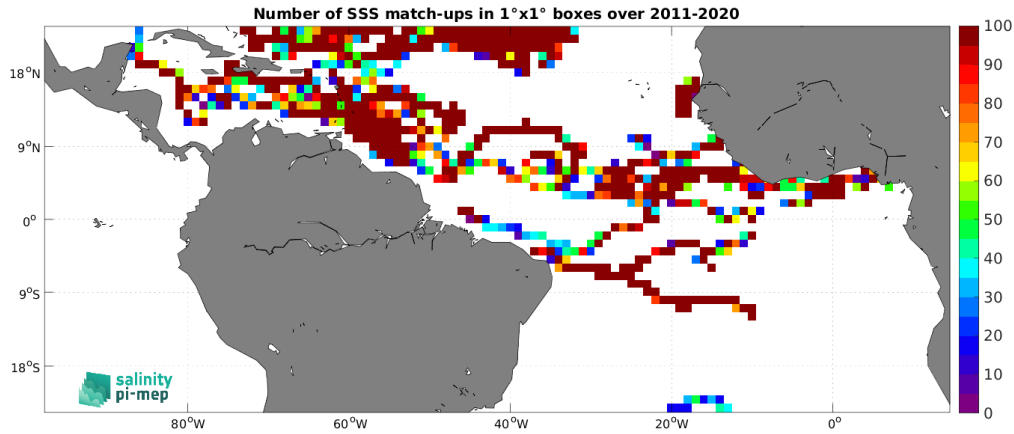 Number of SSS match-ups in 1°x1° boxes over 2011-2020
18°N
9°N
0°
9°S
18°S
80°W
60°W
40°W
20°W
0°
100
90
80
70
60
50
40
30
20
10
0
salinity
pi-mep